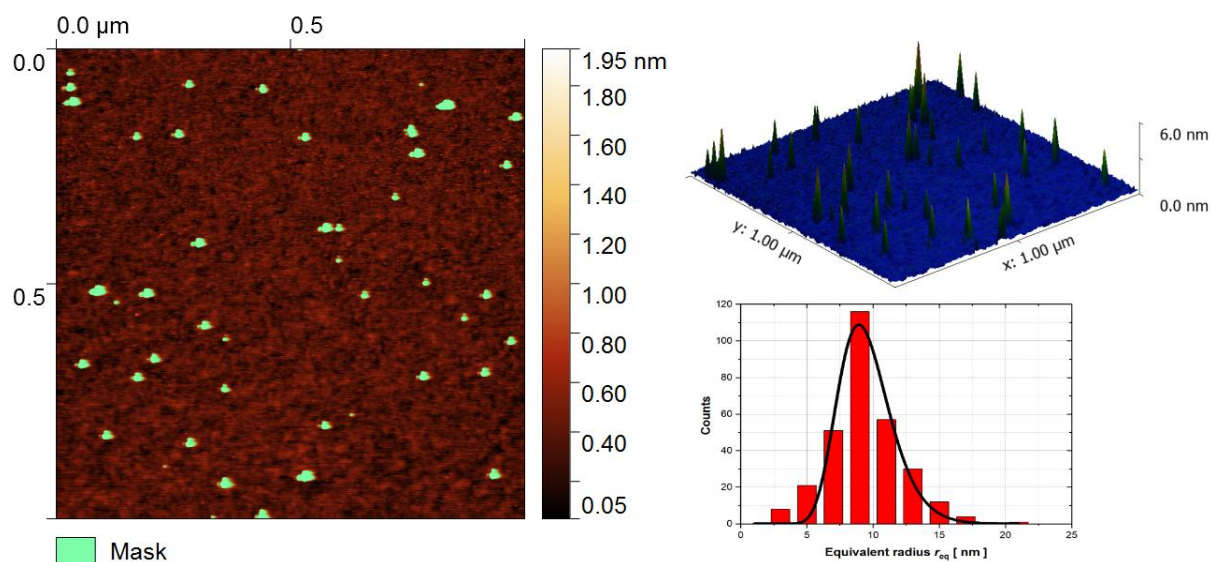 0.0 µm 0.5
0.0
0.5
1.95 nm
1.80
1.60
1.40
1.20
1.00
0.80
0.60
0.40
0.05
Mask
6.0 nm
0.0 nm
y: 1.00 µm
x: 1.00 µm
120
100
80
60
40
20
0
Counts
0 5 10 15 20 25
Equivalent radius r_eq [ nm ]